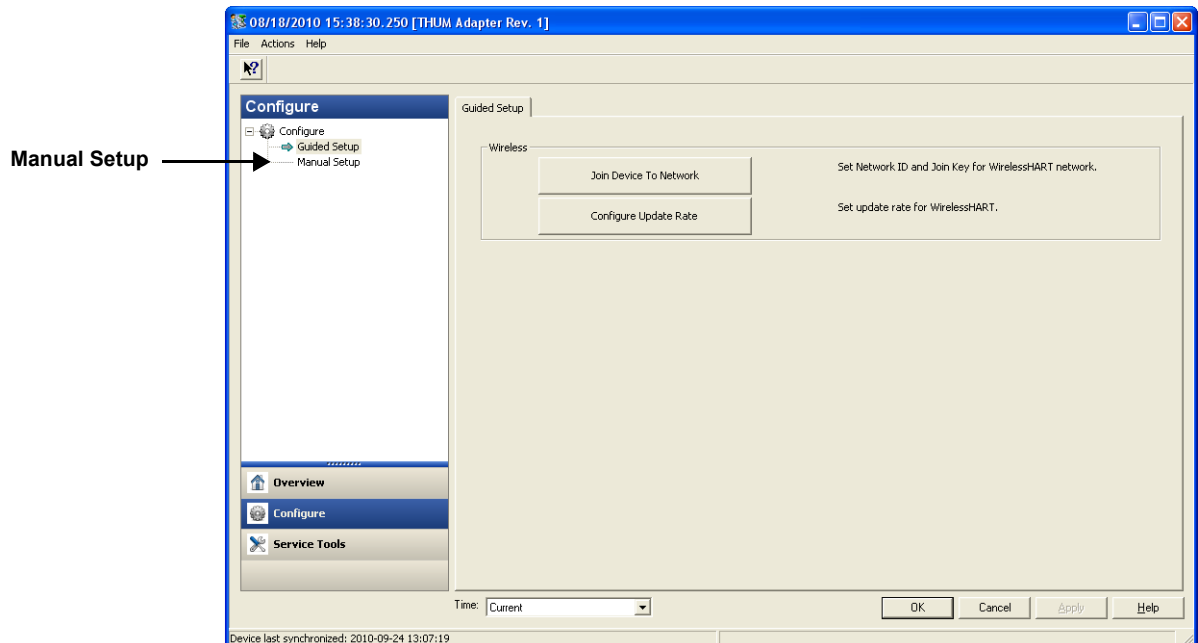 08/18/2010 15:38:30.250 [THUM Adapter Rev. 1]
File Actions Help
Configure
Configure
Guided Setup
Manual Setup
Manual Setup
Overview
Configure
Service Tools
Guided Setup
Wireless
Join Device To Network
Set Network ID and Join Key for WirelessHART network.
Configure Update Rate
Set update rate for WirelessHART.
Time: Current
OK Cancel Apply Help
Device last synchronized: 2010-09-24 13:07:19